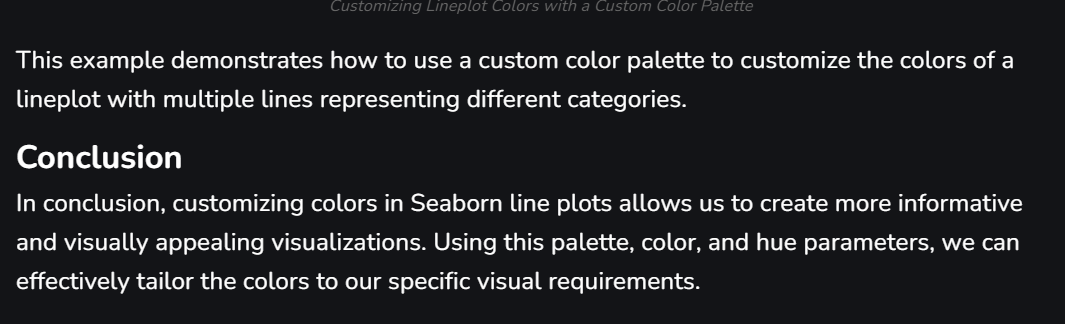 Customizing Lineplot Colors with a Custom Color Palette
This example demonstrates how to use a custom color palette to customize the colors of a
lineplot with multiple lines representing different categories.
Conclusion
In conclusion, customizing colors in Seaborn line plots allows us to create more informative
and visually appealing visualizations. Using this palette, color, and hue parameters, we can
effectively tailor the colors to our specific visual requirements.